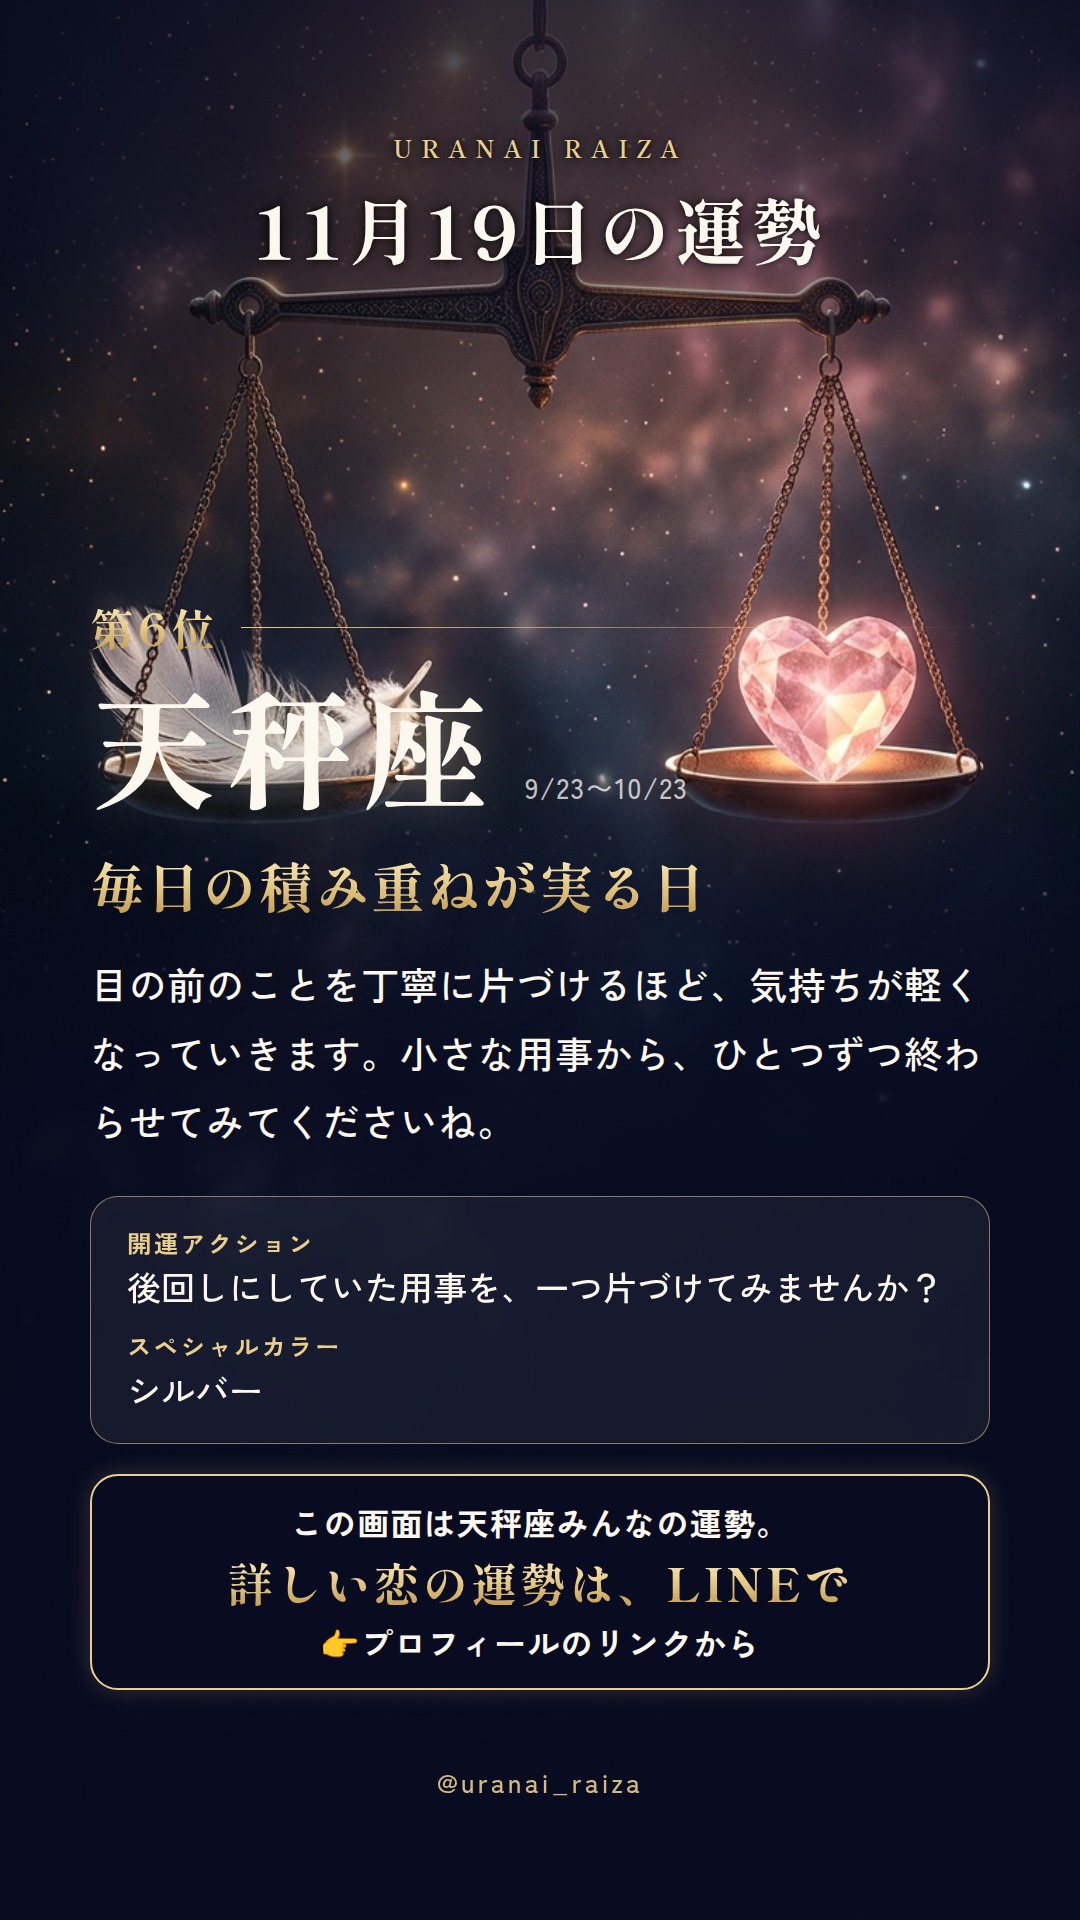 URANAI RAIZA
11月19日の運勢
第6位
天秤座 9/23〜10/23
毎日の積み重ねが実る日
目の前のことを丁寧に片づけるほど、気持ちが軽く
なっていきます。小さな用事から、ひとつずつ終わ
らせてみてくださいね。
開運アクション
後回しにしていた用事を、一つ片づけてみませんか？
スペシャルカラー
シルバー
この画面は天秤座みんなの運勢。
詳しい恋の運勢は、LINEで
👉プロフィールのリンクから
@uranai_raiza